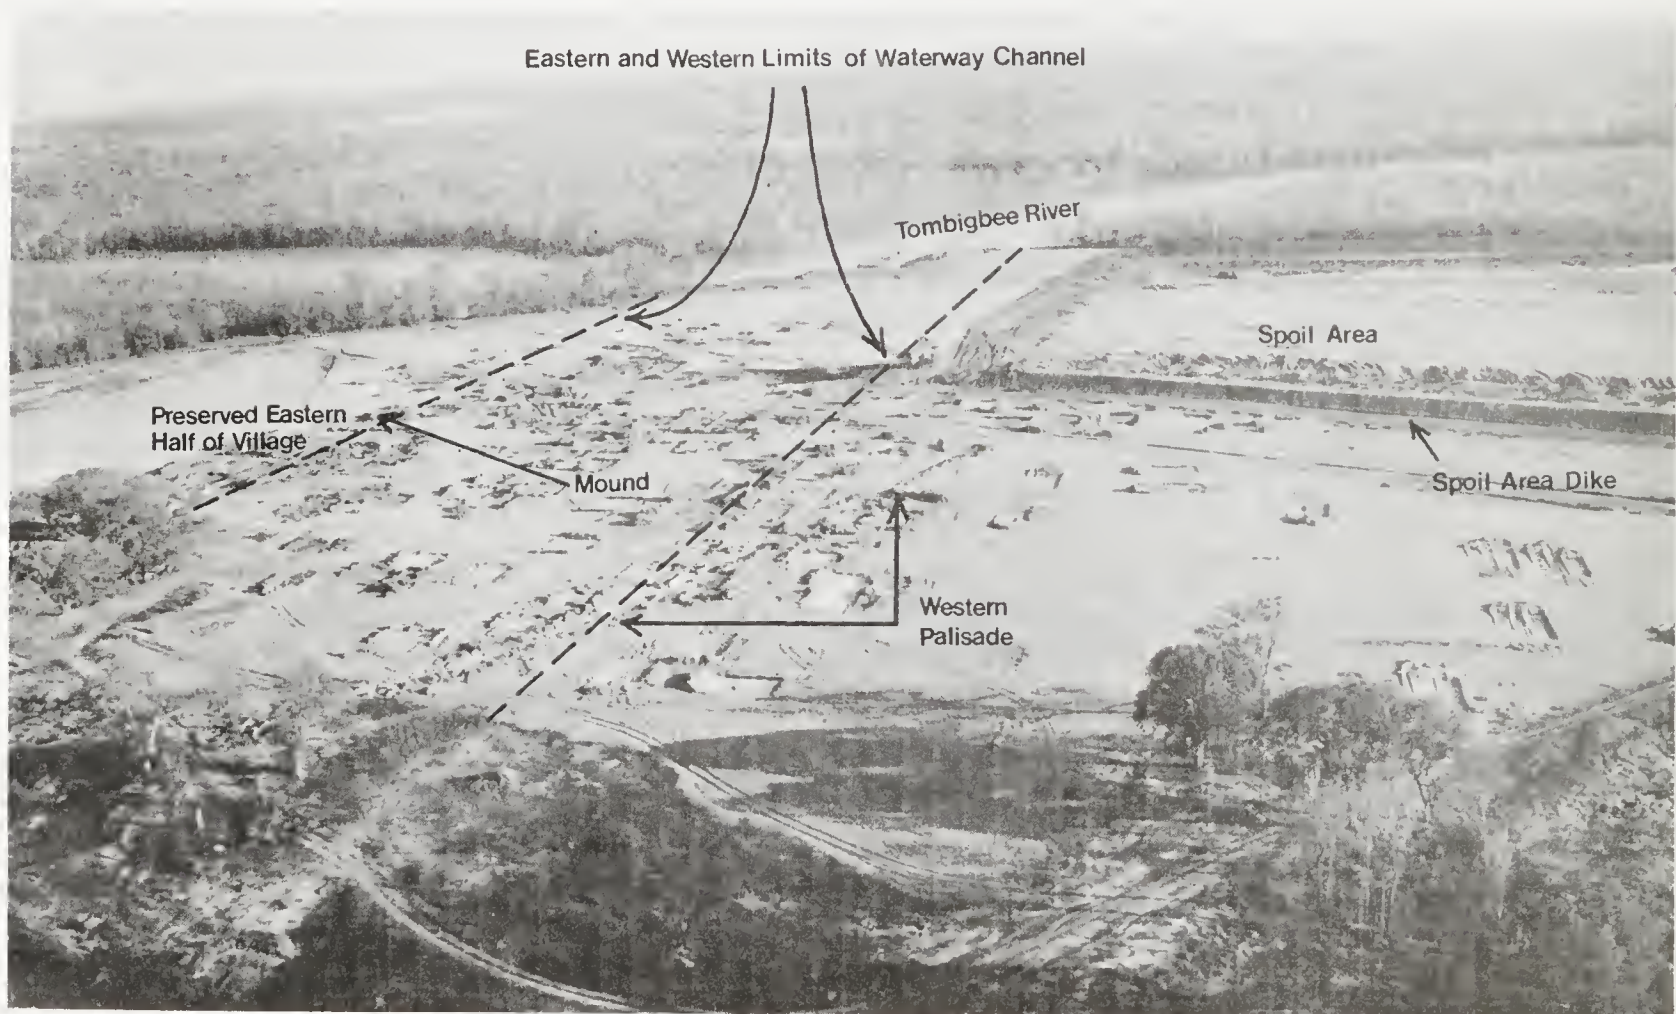 Eastern and Western Limits of Waterway Channel
Tombigbee River
Spoil Area
Preserved Eastern
Half of Village
Mound
Spoil Area Dike
Western
Palisade